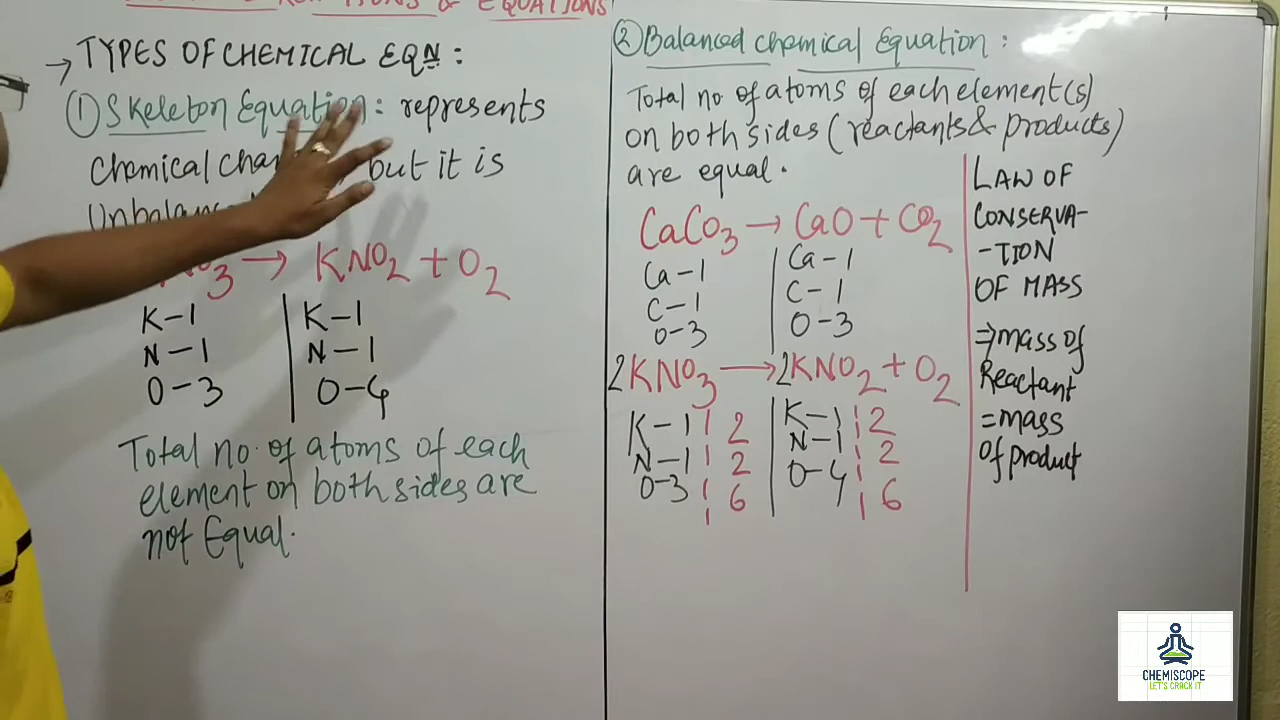 & EQUATIONS
→ TYPES OF CHEMICAL EQN :
① Skeleton Equation : represents
Chemical but it is
KNO2 + O2
K-1 K-1
N-1 N-1
O-3 O-4
Total no. of atoms of each
element on both sides are
not Equal.
② Balanced chemical Equation :
Total no of atoms of each element(s)
on both sides (reactants & products)
are equal.
CaCO3 → CaO + CO2
Ca-1 Ca-1
C-1 C-1
O-3 O-3
2KNO3 → 2KNO2 + O2
K-1 2 K-1 2
N-1 2 N-1 2
O-3 6 O-4 6
LAW OF
CONSERVA-
-TION
OF MASS
⇒ mass of
Reactant
= mass
of product
CHEMISCOPE
LET'S CRACK IT